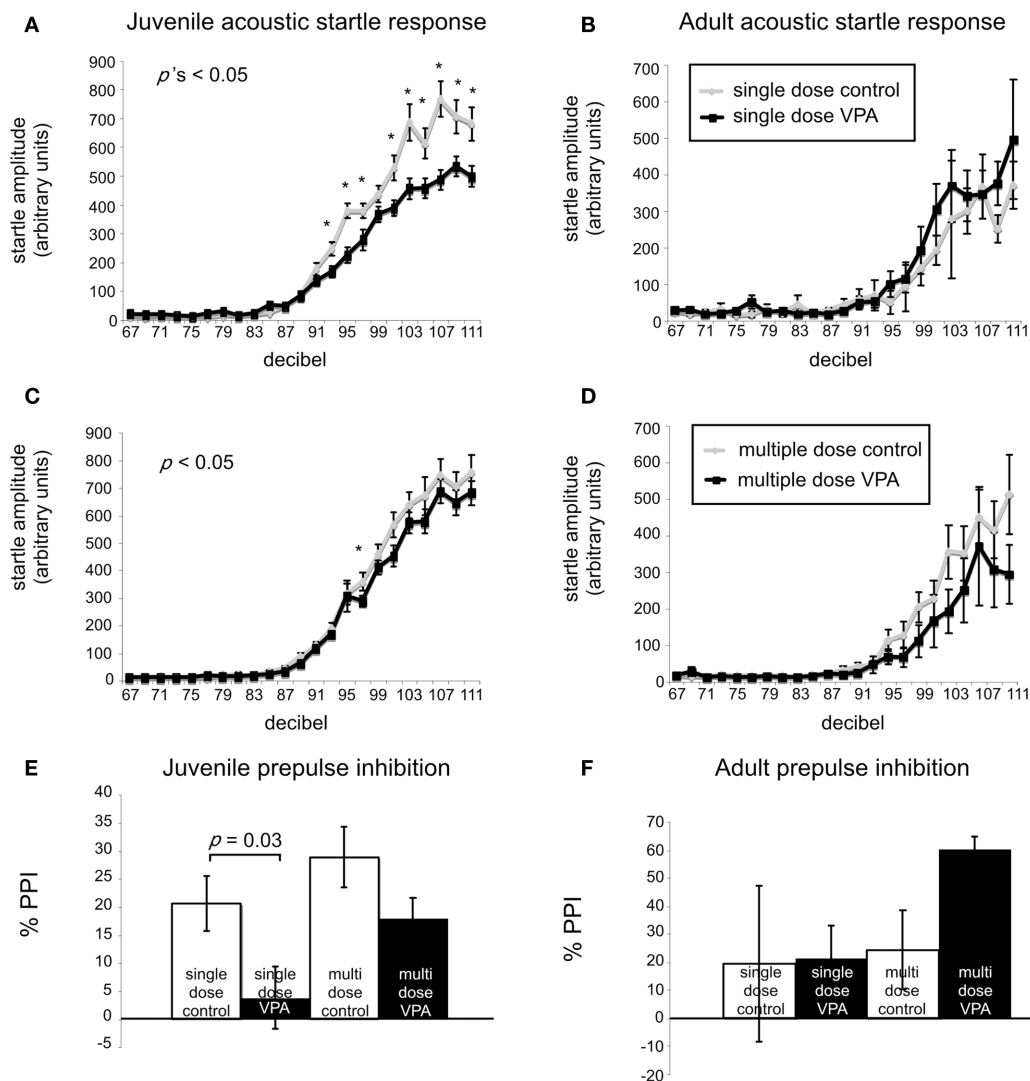 A
Juvenile acoustic startle response
startle amplitude
(arbitrary units)
900
800
700
600
500
400
300
200
100
0
p's < 0.05
*
*
*
*
*
*
*
*
*
67 71 75 79 83 87 91 95 99 103 107 111
decibel
B
Adult acoustic startle response
startle amplitude
(arbitrary units)
700
600
500
400
300
200
100
0
single dose control
single dose VPA
67 71 75 79 83 87 91 95 99 103 107 111
decibel
C
startle amplitude
(arbitrary units)
900
800
700
600
500
400
300
200
100
0
p < 0.05
*
67 71 75 79 83 87 91 95 99 103 107 111
decibel
D
startle amplitude
(arbitrary units)
700
600
500
400
300
200
100
0
multiple dose control
multiple dose VPA
67 71 75 79 83 87 91 95 99 103 107 111
decibel
E
Juvenile prepulse inhibition
% PPI
40
35
30
25
20
15
10
5
0
-5
p = 0.03
single
dose
control
single
dose
VPA
multi
dose
control
multi
dose
VPA
F
Adult prepulse inhibition
% PPI
70
60
50
40
30
20
10
0
-10
-20
single
dose
control
single
dose
VPA
multi
dose
control
multi
dose
VPA